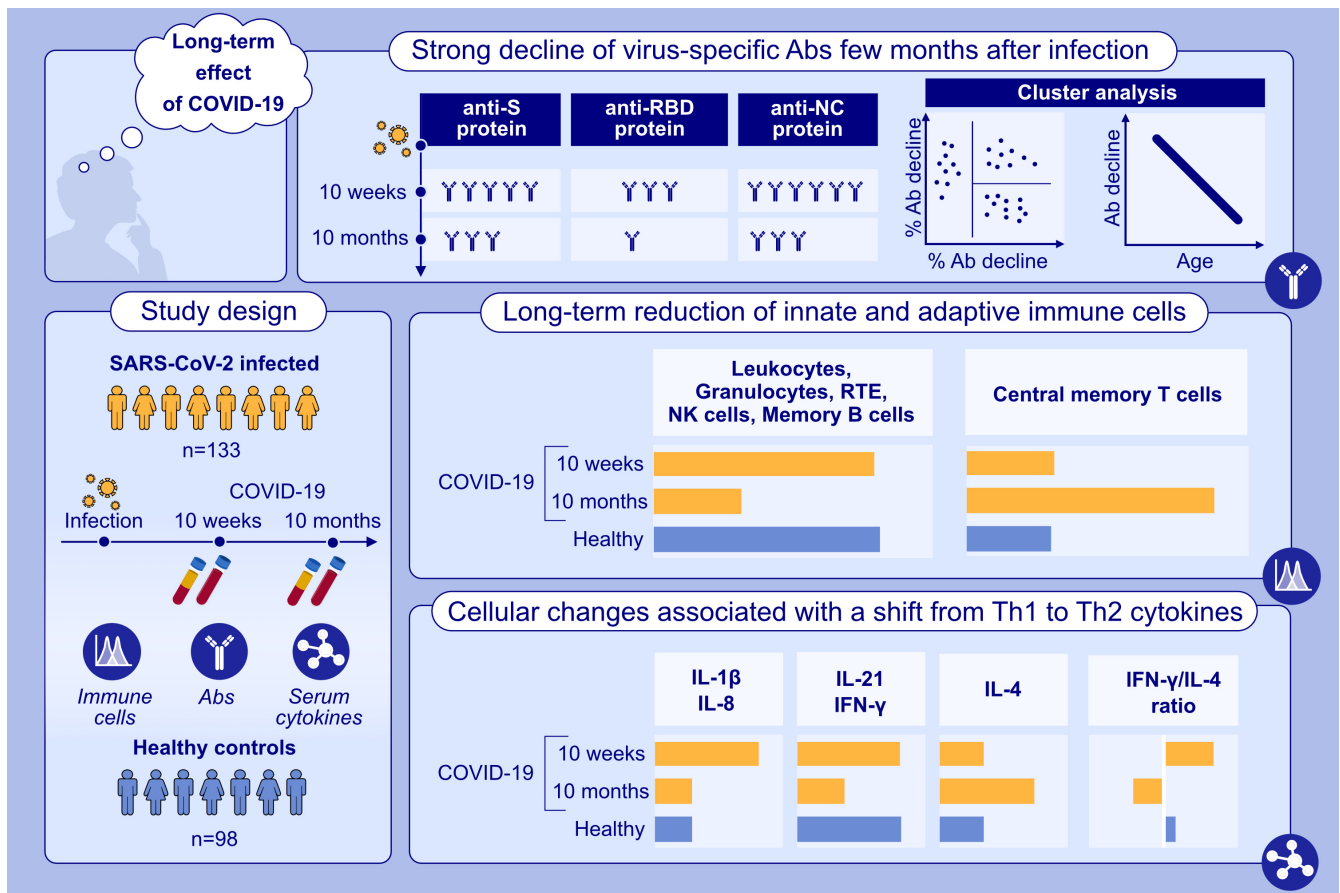 Long-term
effect
of COVID-19
Strong decline of virus-specific Abs few months after infection
anti-S
protein
anti-RBD
protein
anti-NC
protein
10 weeks
10 months
Cluster analysis
% Ab decline
% Ab decline
Ab decline
Age
Study design
SARS-CoV-2 infected
n=133
COVID-19
Infection
10 weeks
10 months
Immune
cells
Abs
Serum
cytokines
Healthy controls
n=98
Long-term reduction of innate and adaptive immune cells
Leukocytes,
Granulocytes, RTE,
NK cells, Memory B cells
Central memory T cells
COVID-19
10 weeks
10 months
Healthy
Cellular changes associated with a shift from Th1 to Th2 cytokines
IL-1β
IL-8
IL-21
IFN-γ
IL-4
IFN-γ/IL-4
ratio
COVID-19
10 weeks
10 months
Healthy